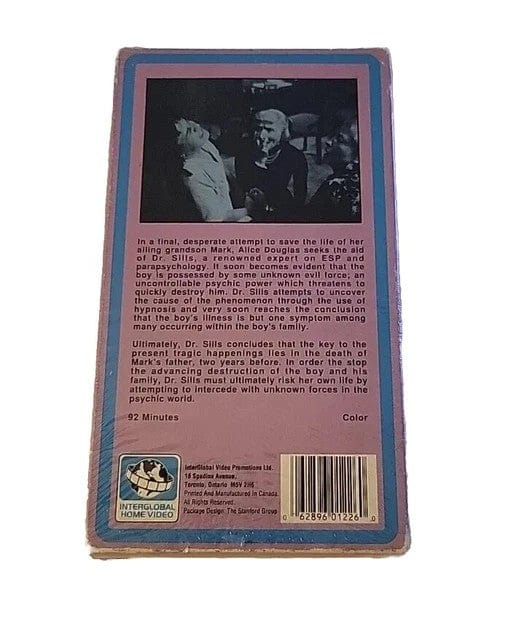 In a final, desperate attempt to save the life of her
ailing grandson Mark, Alice Douglas seeks the aid
of Dr. Sills, a renowned expert on ESP and
parapsychology. It soon becomes evident that the
boy is possessed by some unknown evil force; an
uncontrollable psychic power which threatens to
quickly destroy him. Dr. Sills attempts to uncover
the cause of the phenomenon through the use of
hypnosis and very soon reaches the conclusion
that the boy's illness is but one symptom among
many occurring within the boy's family.
Ultimately, Dr. Sills concludes that the key to the
present tragic happenings lies in the death of
Mark's father, two years before. In order the stop
the advancing destruction of the boy and his
family, Dr. Sills must ultimately risk her own life by
attempting to intercede with unknown forces in the
psychic world.
92 Minutes Color
INTERGLOBAL
HOME VIDEO
InterGlobal Video Promotions Ltd.
16 Spadina Avenue,
Toronto, Ontario M5V 2H6
Printed And Manufactured In Canada.
All Rights Reserved.
Package Design: The Stamford Group
0 62896 01226 0